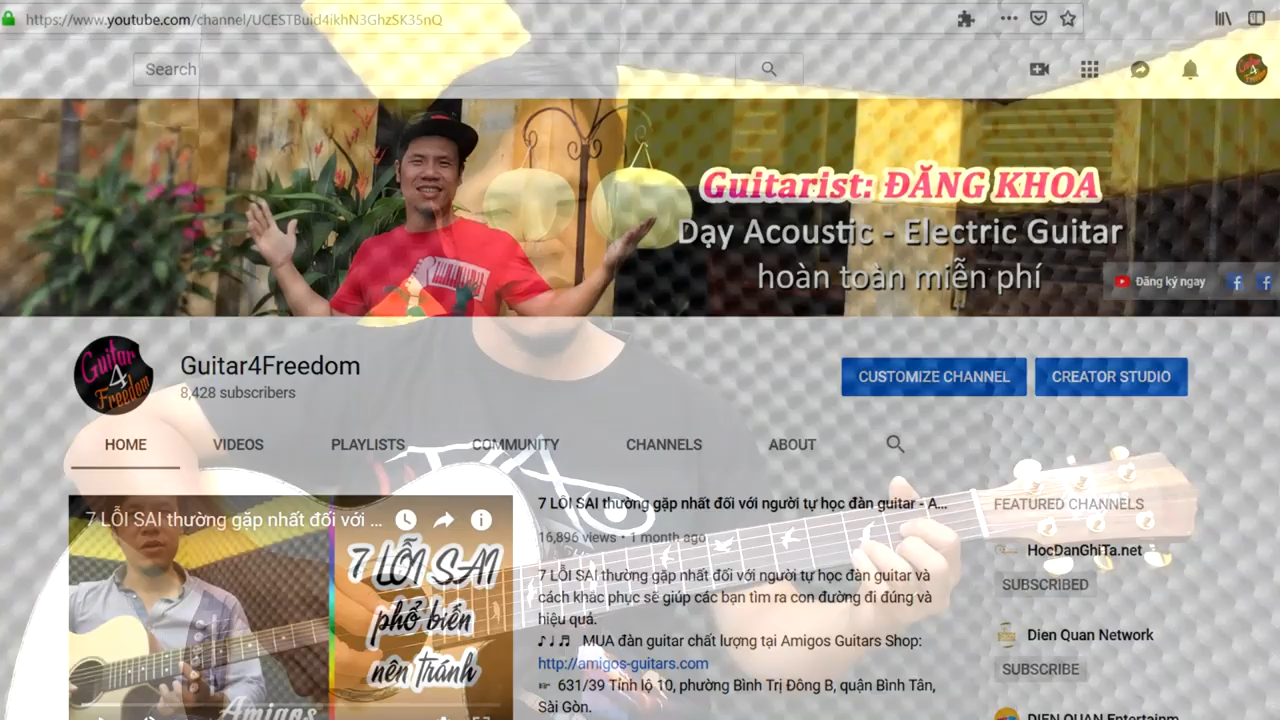 https://www.youtube.com/channel/UCESTBuid4ikhN3GhzSK35nQ
Search
Guitarist: ĐĂNG KHOA
Dạy Acoustic - Electric Guitar
hoàn toàn miễn phí
Đăng ký ngay
Guitar
4
Freedom
Guitar4Freedom
8,428 subscribers
CUSTOMIZE CHANNEL
CREATOR STUDIO
HOME VIDEOS PLAYLISTS COMMUNITY CHANNELS ABOUT
7 LỖI SAI thường gặp nhất đối với ...
7 LỖI SAI
phổ biến
nên tránh
Amigos
7 LỖI SAI thường gặp nhất đối với người tự học đàn guitar - A...
16,896 views • 1 month ago
7 LỖI SAI thường gặp nhất đối với người tự học đàn guitar và
cách khắc phục sẽ giúp các bạn tìm ra con đường đi đúng và
hiệu quả.
♪♩♬ MUA đàn guitar chất lượng tại Amigos Guitars Shop:
http://amigos-guitars.com
☞ 631/39 Tỉnh lộ 10, phường Bình Trị Đông B, quận Bình Tân,
Sài Gòn.
FEATURED CHANNELS
HocDanGhiTa.net
SUBSCRIBED
Dien Quan Network
SUBSCRIBE
DIEN QUAN Entertainm